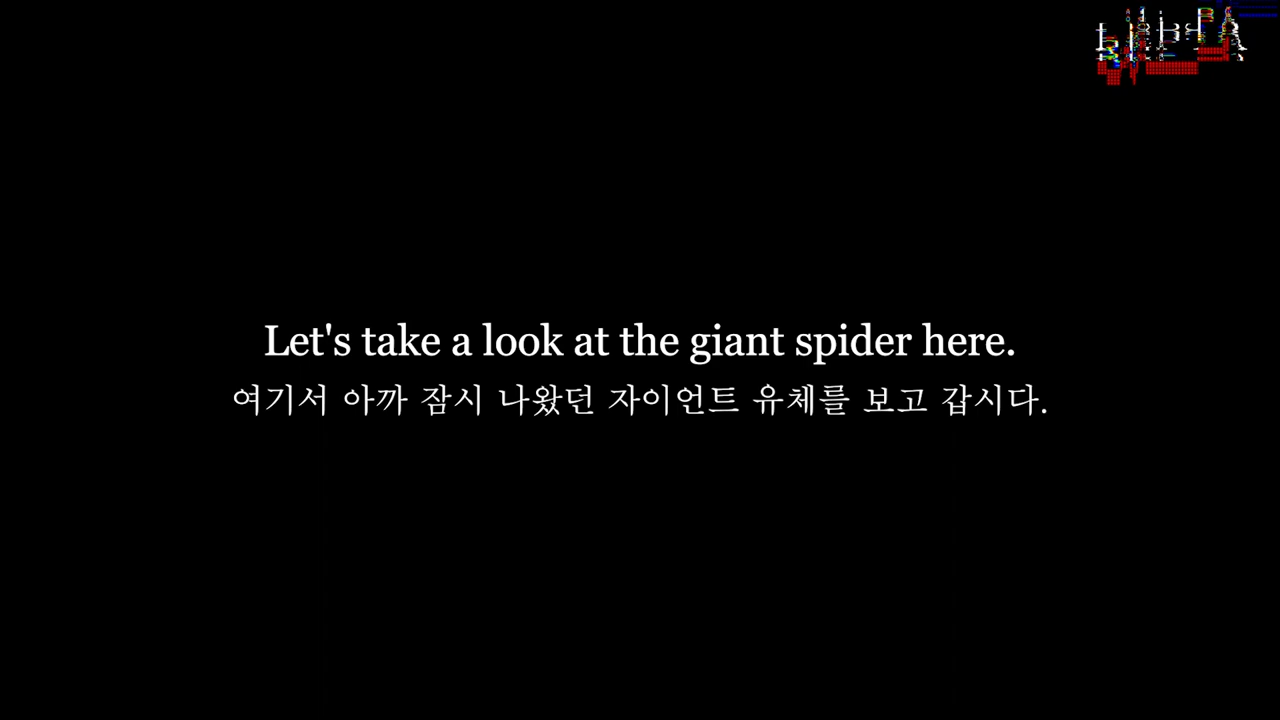 Let's take a look at the giant spider here.
여기서 아까 잠시 나왔던 자이언트 유체를 보고 갑시다.